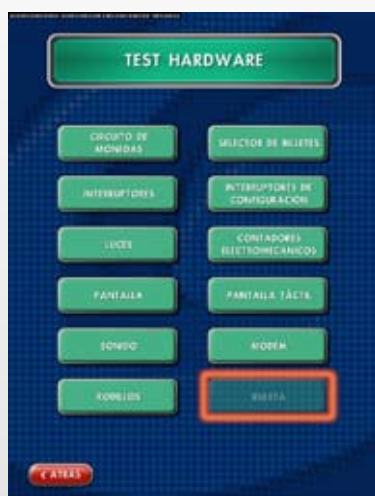 TEST HARDWARE
CIRCUITO DE
MONEDAS
SELECTOR DE BILLETES
INTERRUPTORES
INTERRUPTORES DE
CONFIGURACIÓN
LUCES
CONTADORES
ELECTROMECÁNICOS
PANTALLA
PANTALLA TÁCTIL
SONIDO
MODEM
RODILLOS
RULETA
< ATRÁS